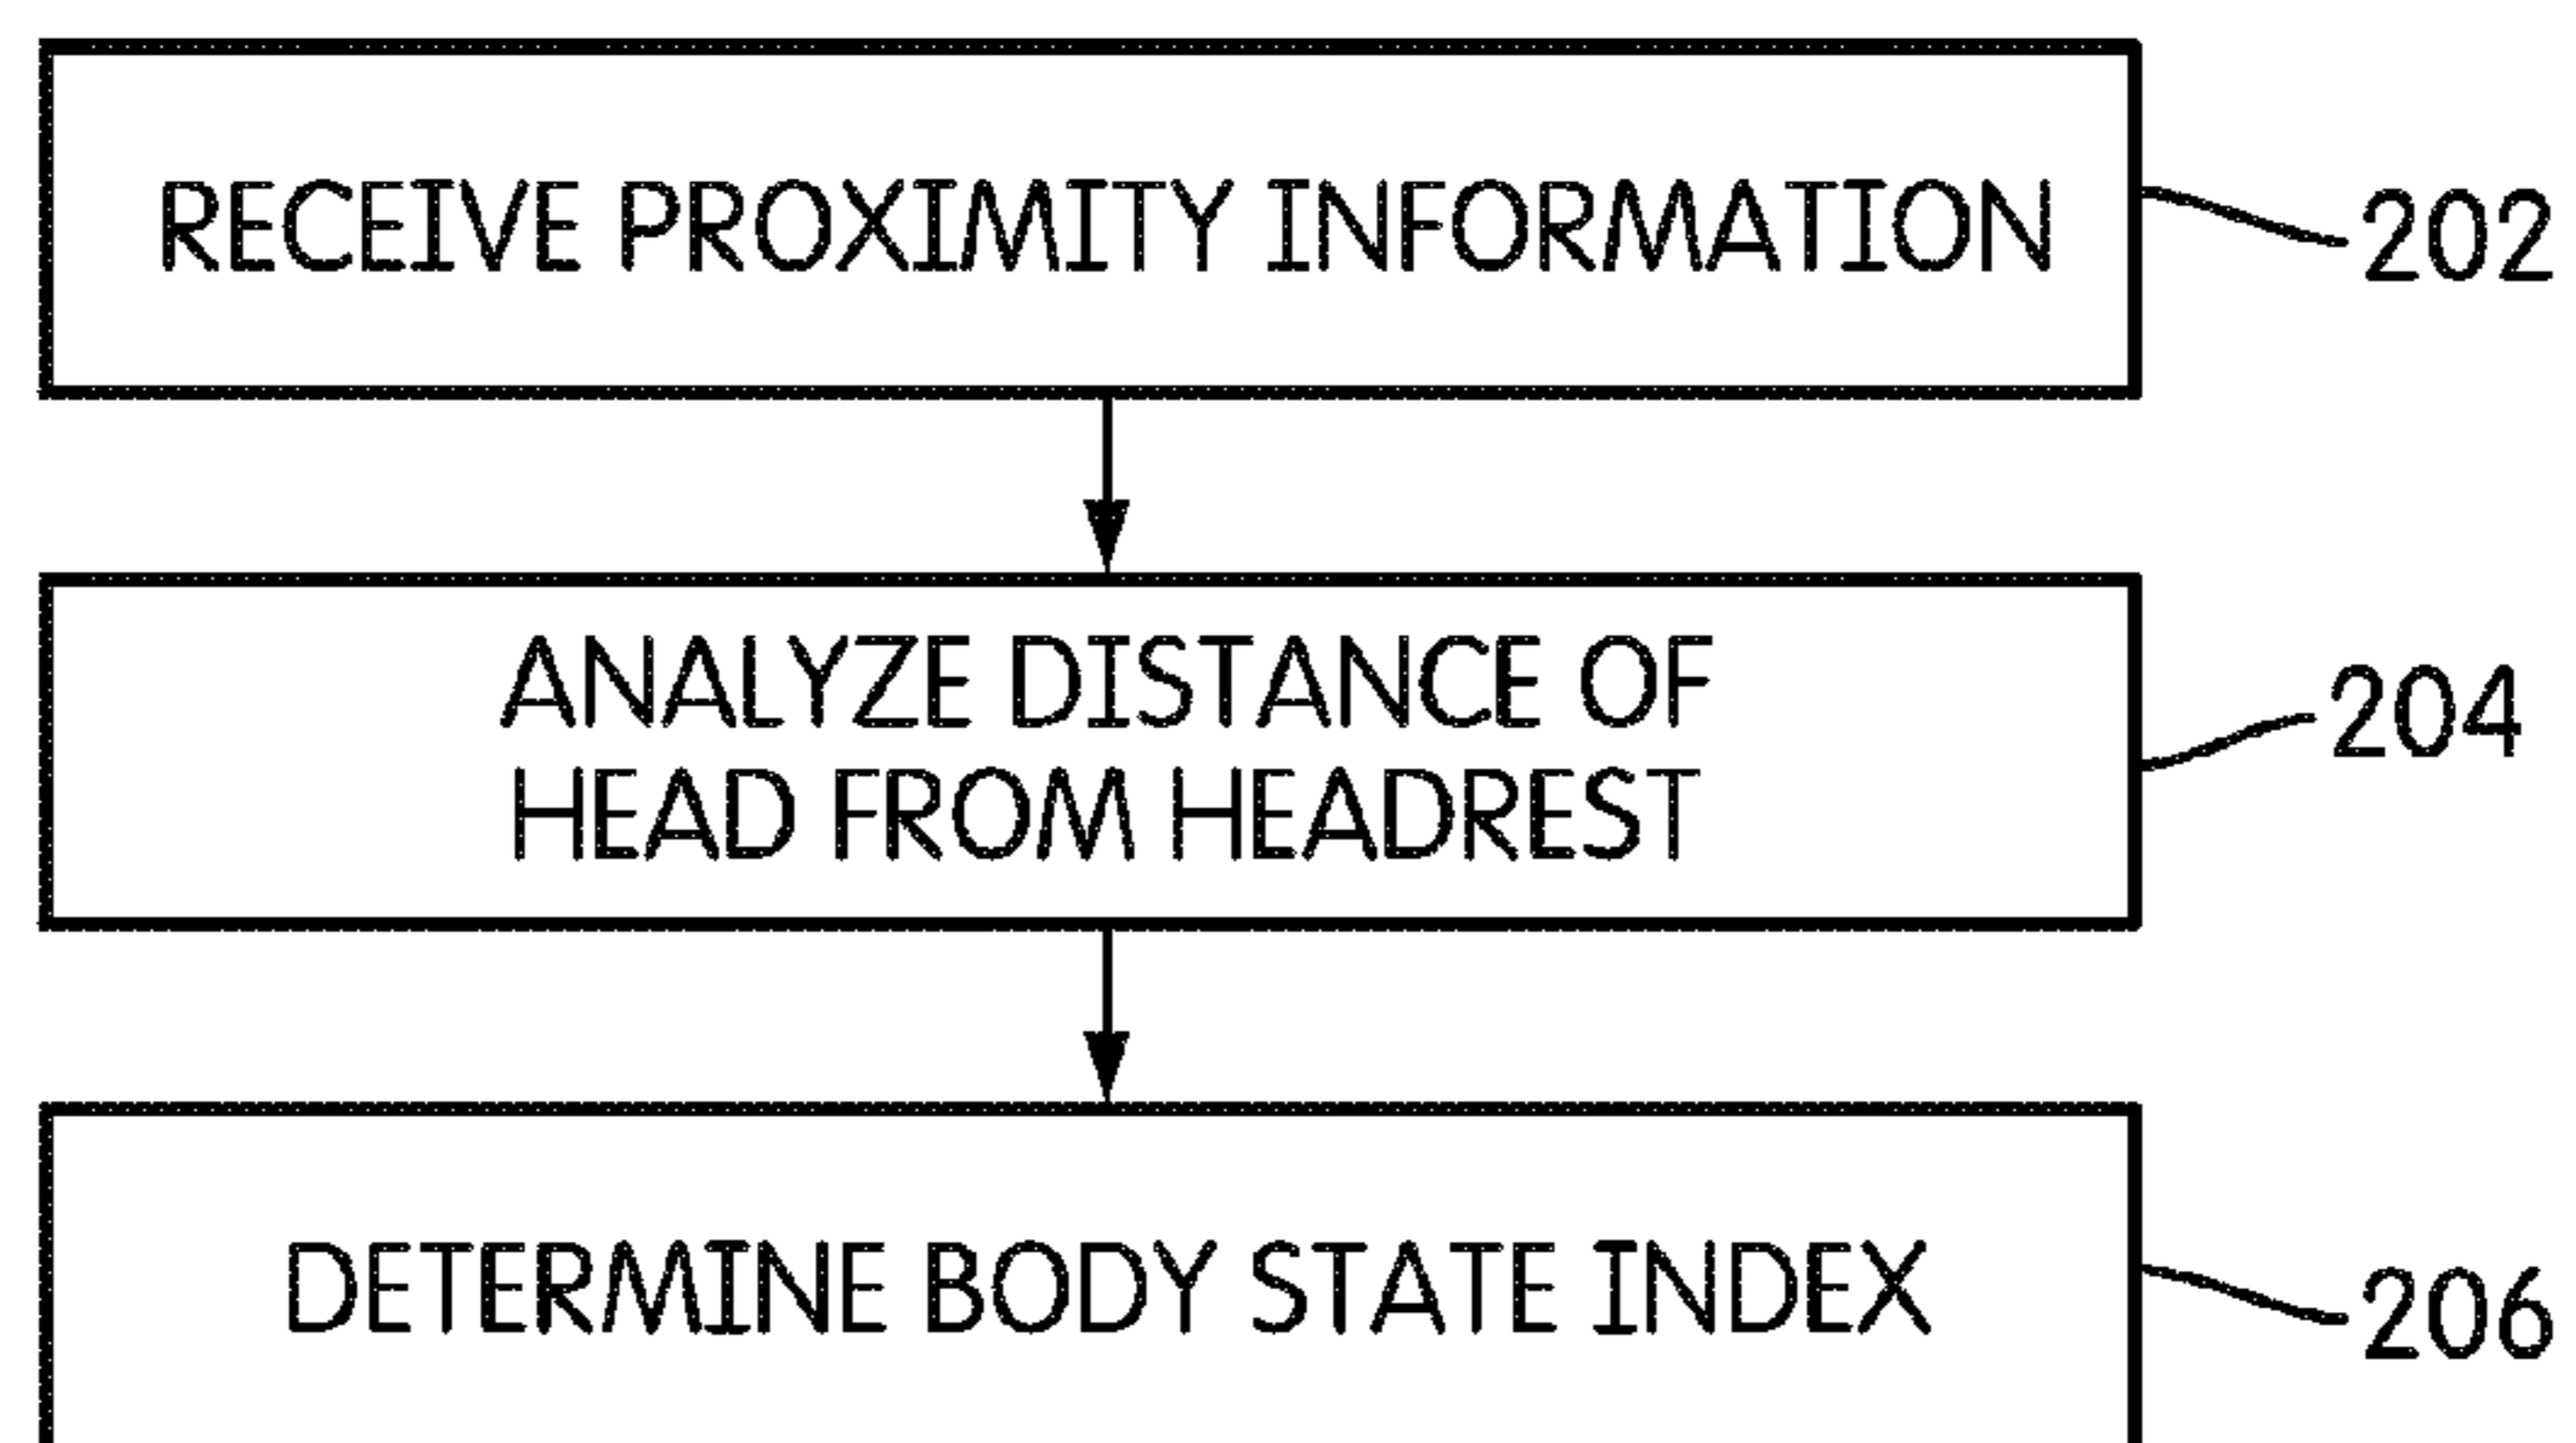 RECEIVE PROXIMITY INFORMATION
202
ANALYZE DISTANCE OF
HEAD FROM HEADREST
204
DETERMINE BODY STATE INDEX
206